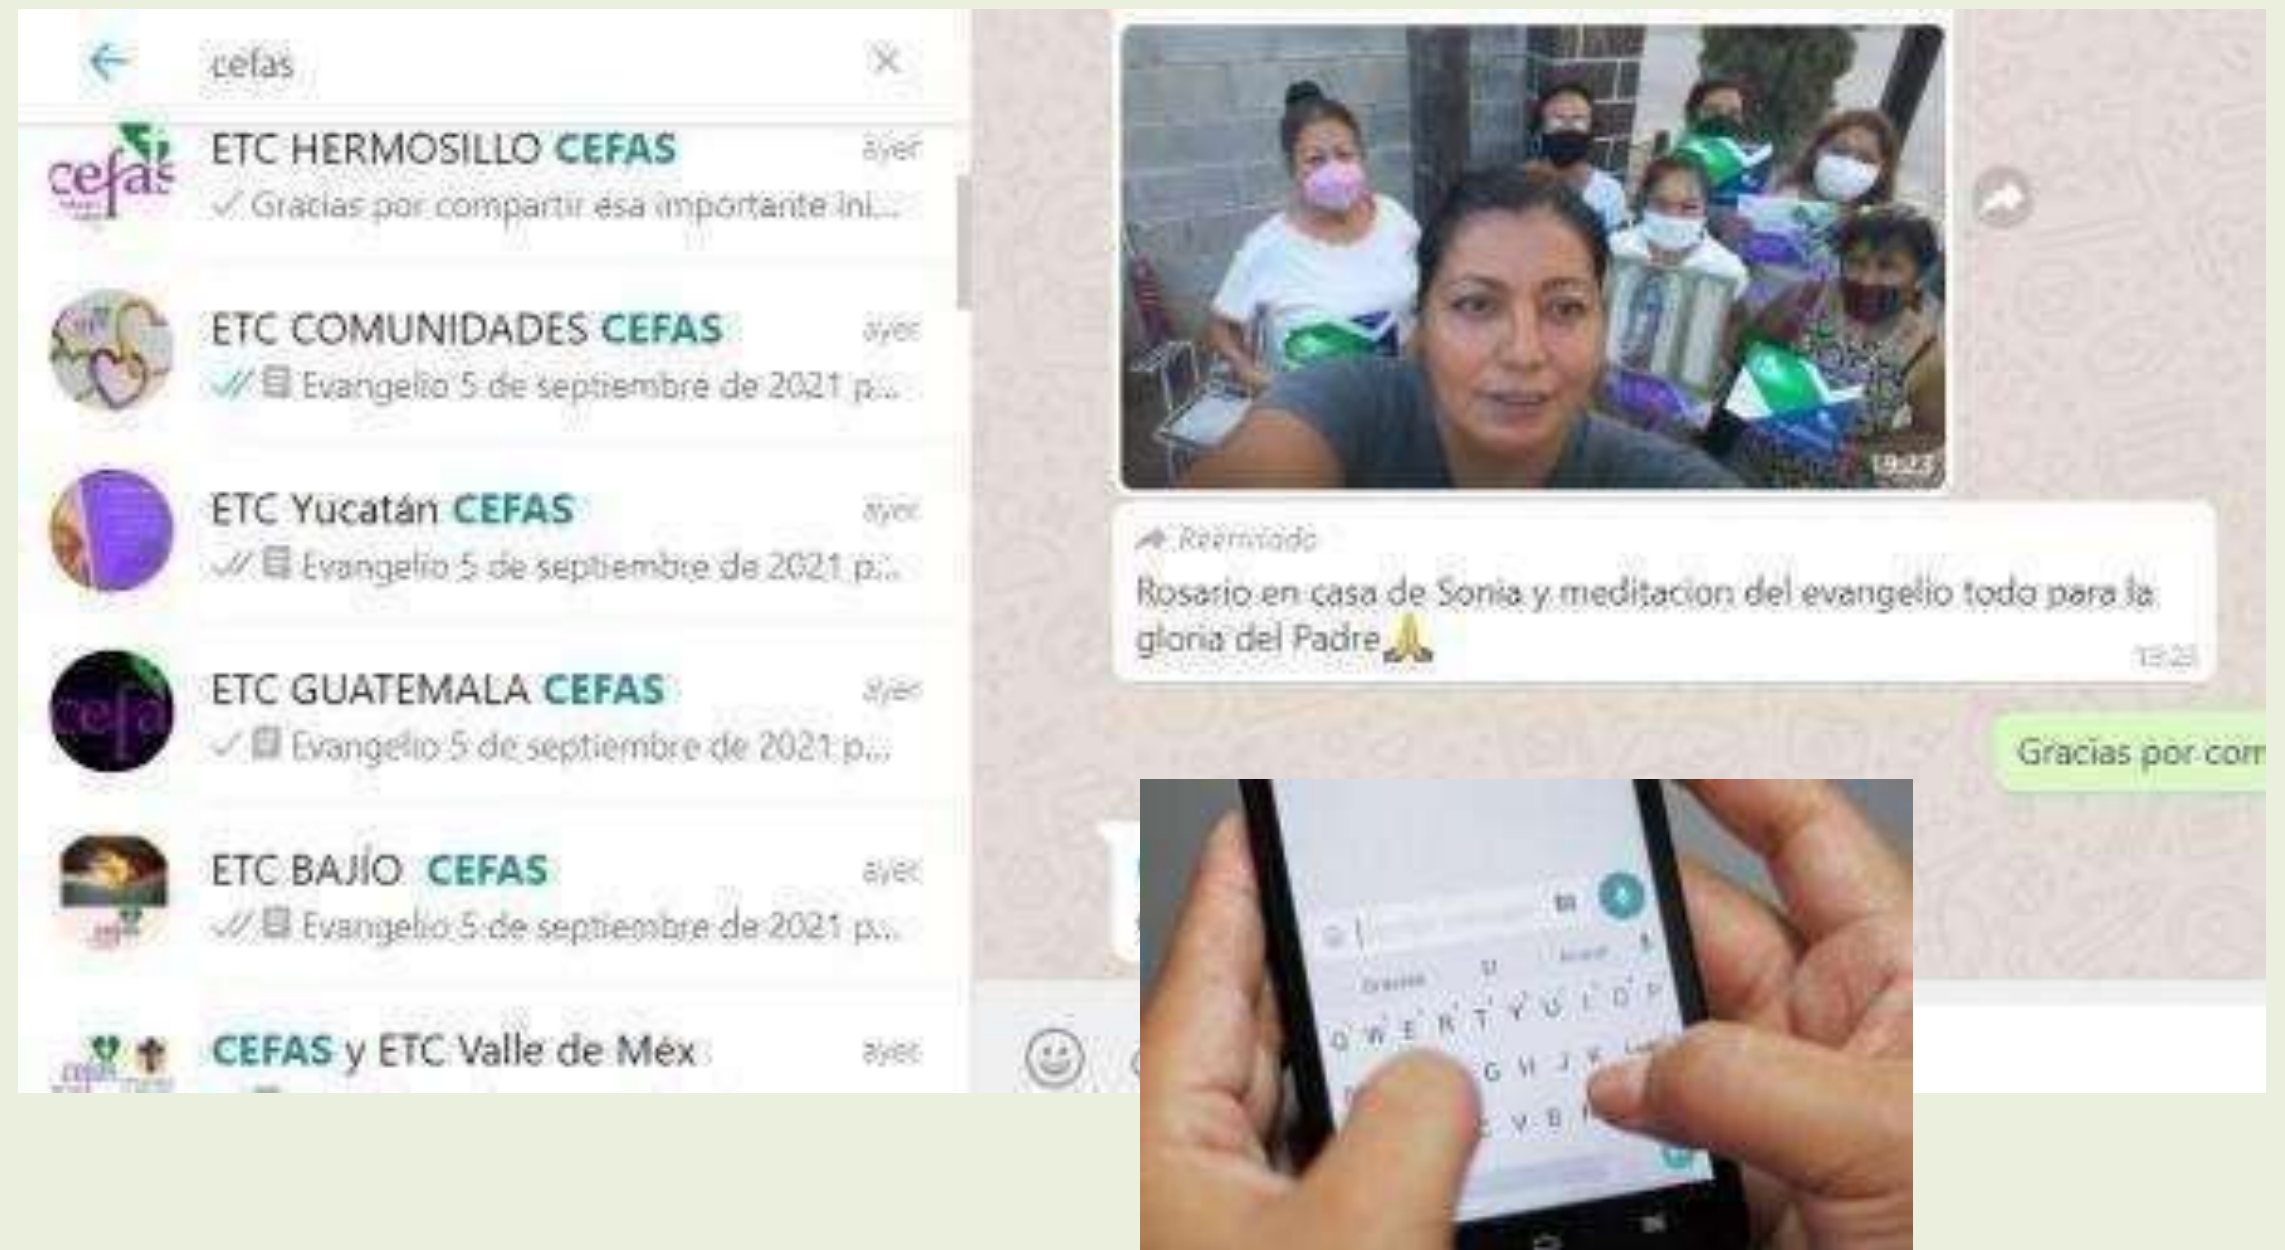 cefas
cefas
ETC HERMOSILLO CEFAS
ayer
Gracias por compartir esa importante ini...
ETC COMUNIDADES CEFAS
ayer
Evangelio 5 de septiembre de 2021 p...
ETC Yucatán CEFAS
ayer
Evangelio 5 de septiembre de 2021 p...
ETC GUATEMALA CEFAS
ayer
Evangelio 5 de septiembre de 2021 p...
ETC BAJÍO CEFAS
ayer
Evangelio 5 de septiembre de 2021 p...
CEFAS y ETC Valle de Méx
ayer
19:23
Reenviado
Rosario en casa de Sonia y meditacion del evangelio todo para la
gloria del Padre🙏
Gracias por com
Gracias
Q W E R T Y U I O P
G H J K
C V B